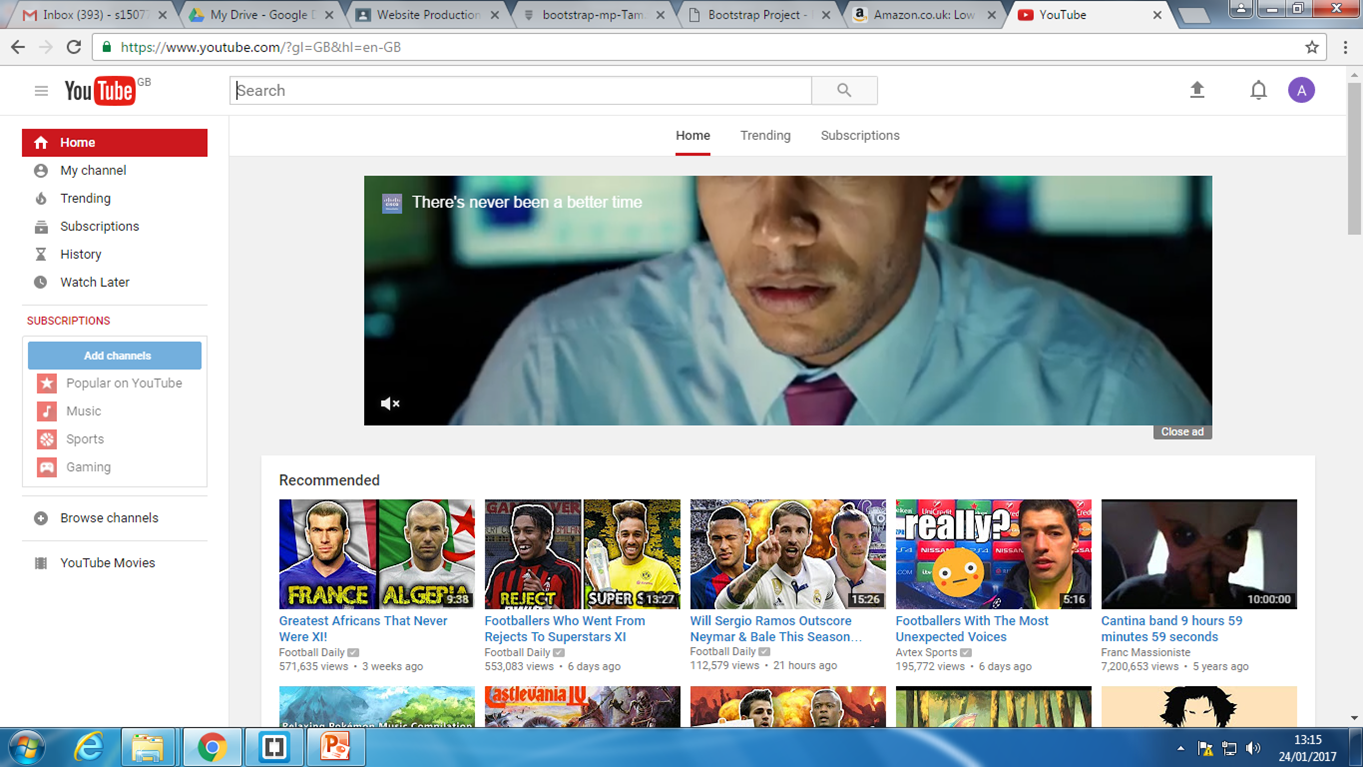 Inbox (393) - s1507
My Drive - Google D
Website Production
bootstrap-mp-Tam
Bootstrap Project -
Amazon.co.uk: Low
YouTube
https://www.youtube.com/?gl=GB&hl=en-GB
YouTube GB
Search
A
Home
My channel
Trending
Subscriptions
History
Watch Later
SUBSCRIPTIONS
Add channels
Popular on YouTube
Music
Sports
Gaming
Browse channels
YouTube Movies
Home Trending Subscriptions
There's never been a better time
Close ad
Recommended
FRANCE ALGERIA
9:38
Greatest Africans That Never
Were XI!
Football Daily
571,635 views • 3 weeks ago
REJECT
SUPER S
13:27
Footballers Who Went From
Rejects To Superstars XI
Football Daily
553,083 views • 6 days ago
15:26
Will Sergio Ramos Outscore
Neymar & Bale This Season...
Football Daily
112,579 views • 21 hours ago
really?
5:16
Footballers With The Most
Unexpected Voices
Avtex Sports
195,772 views • 6 days ago
10:00:00
Cantina band 9 hours 59
minutes 59 seconds
Franc Massioniste
7,200,653 views • 5 years ago
Relaxing Pokémon Music Compilation
Castlevania IV
13:15
24/01/2017